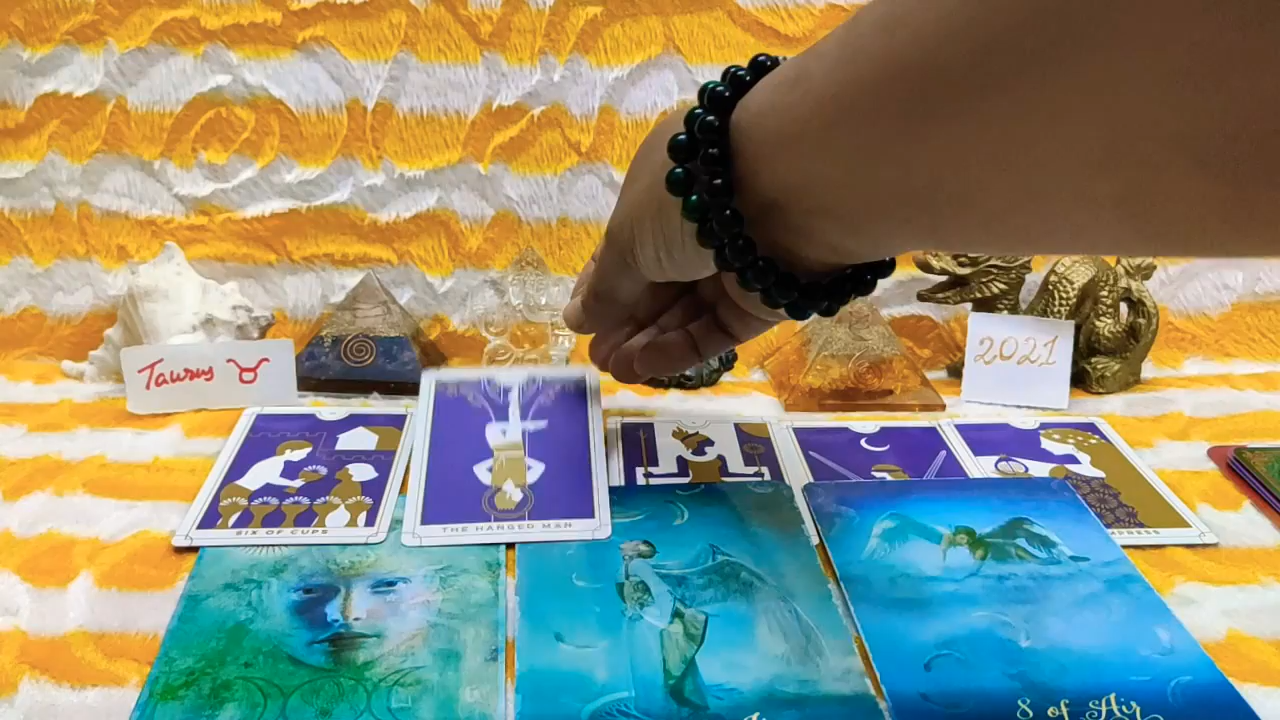 Taurus ♉
2021
SIX OF CUPS
THE HANGED MAN
8 of Air